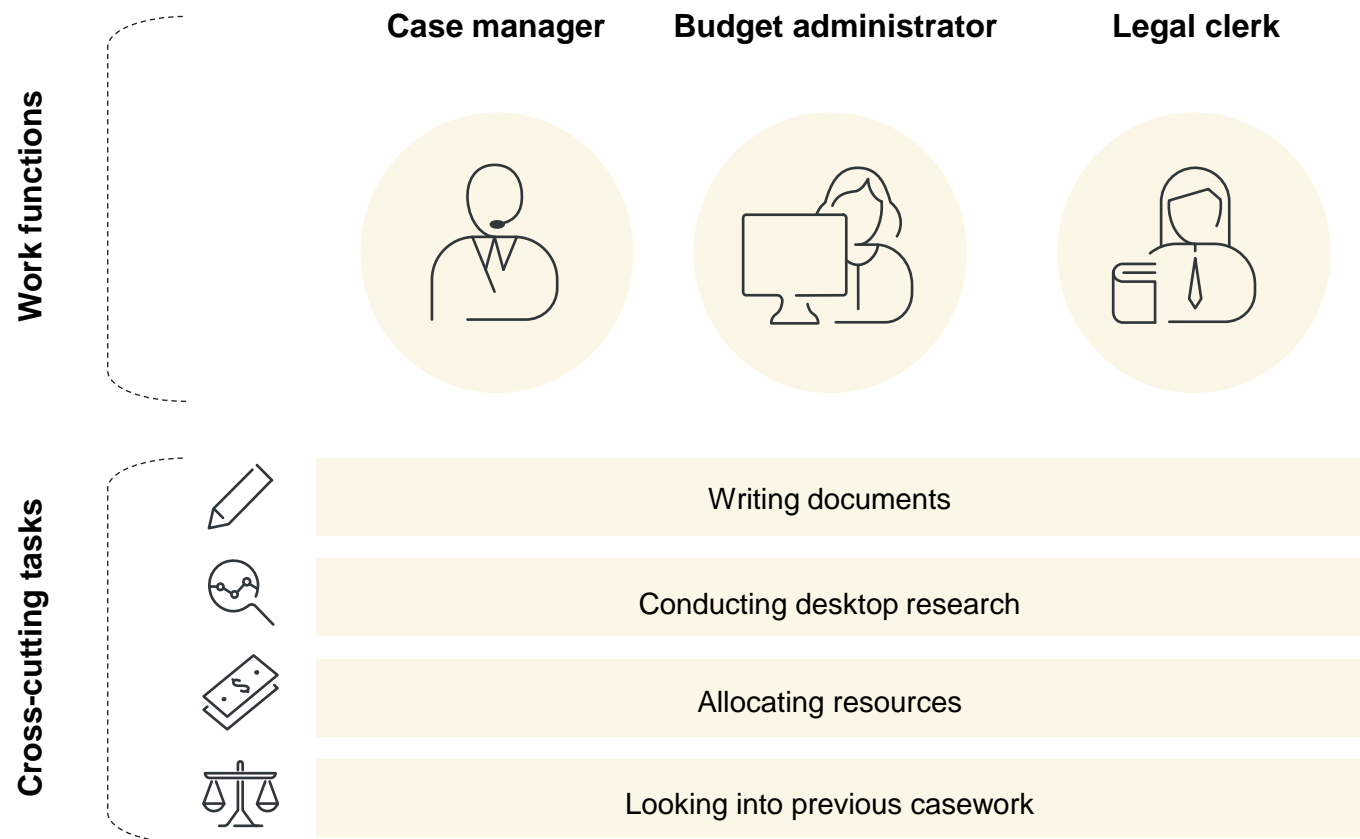 Case manager
Budget administrator
Legal clerk
Work functions
Cross-cutting tasks
Writing documents
Conducting desktop research
$
Allocating resources
Looking into previous casework